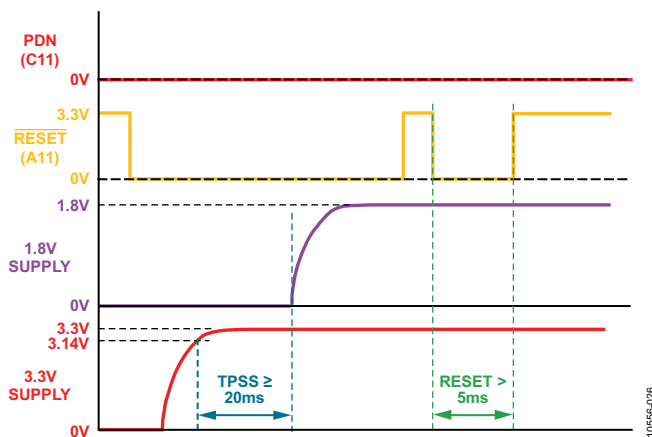 PDN
(C11)
0V
3.3V
RESET
(A11)
0V
1.8V
1.8V
SUPPLY
0V
3.3V
3.14V
3.3V
SUPPLY
0V
TPSS ≥
20ms
RESET >
5ms
10556-026